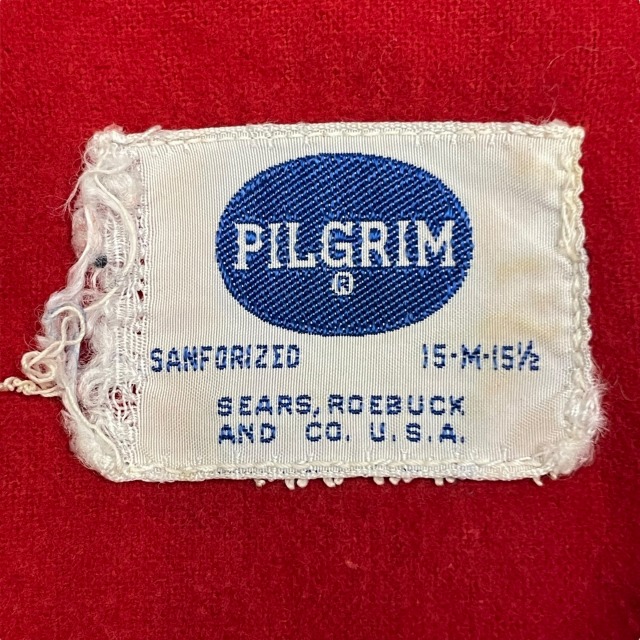 PILGRIM
®
SANFORIZED 15-M-15½
SEARS, ROEBUCK
AND CO. U.S.A.